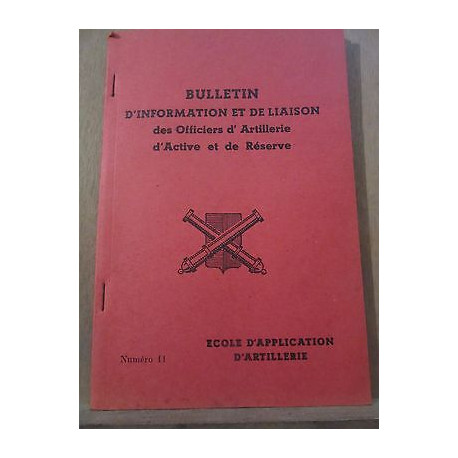 BULLETIN
D'INFORMATION ET DE LIAISON
des Officiers d' Artillerie
d'Active et de Réserve
ECOLE D'APPLICATION
D'ARTILLERIE
Numéro 11